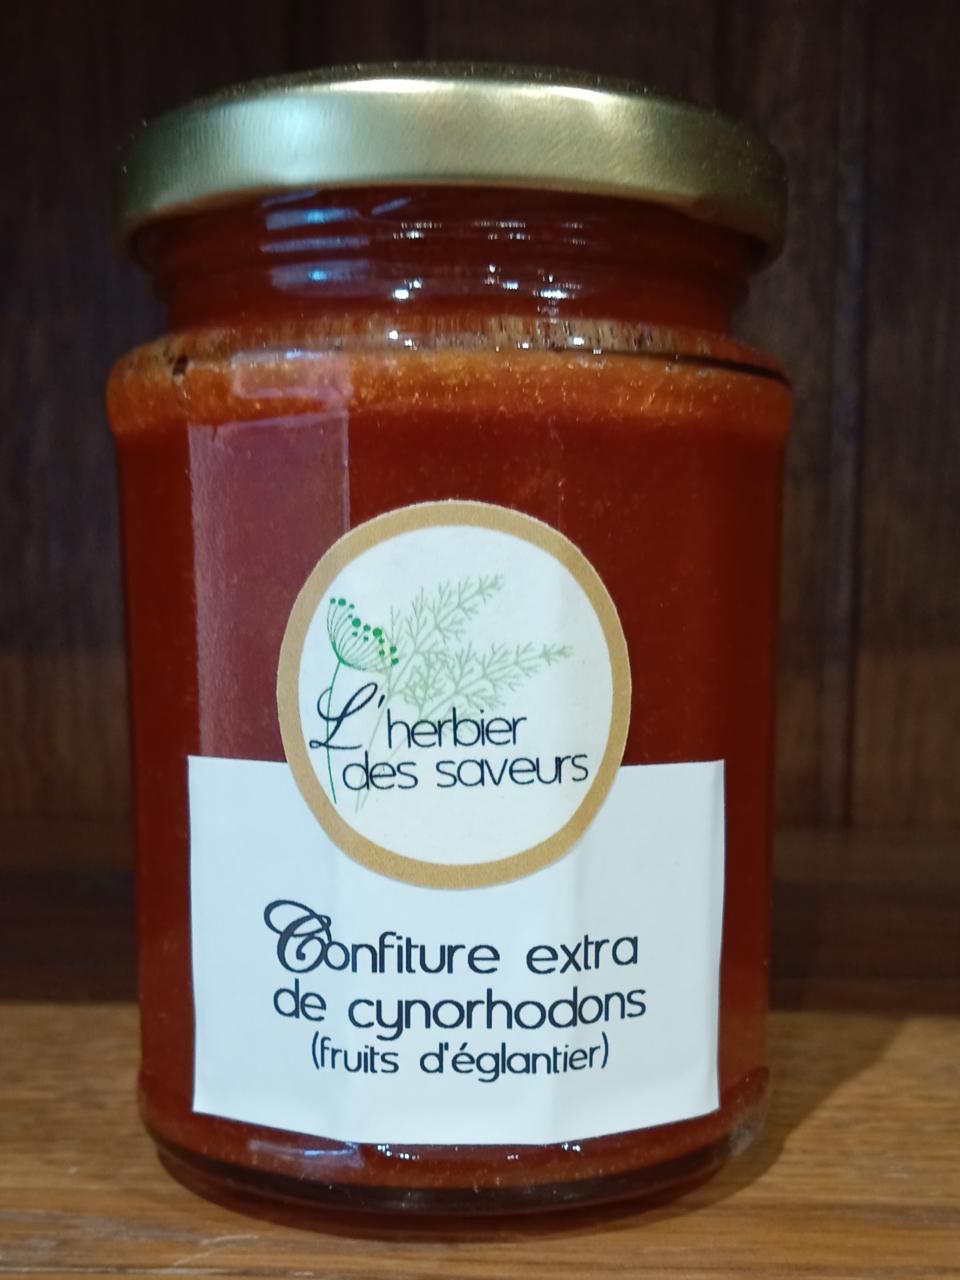 L'herbier
des saveurs
Confiture extra
de cynorhodons
(fruits d'églantier)